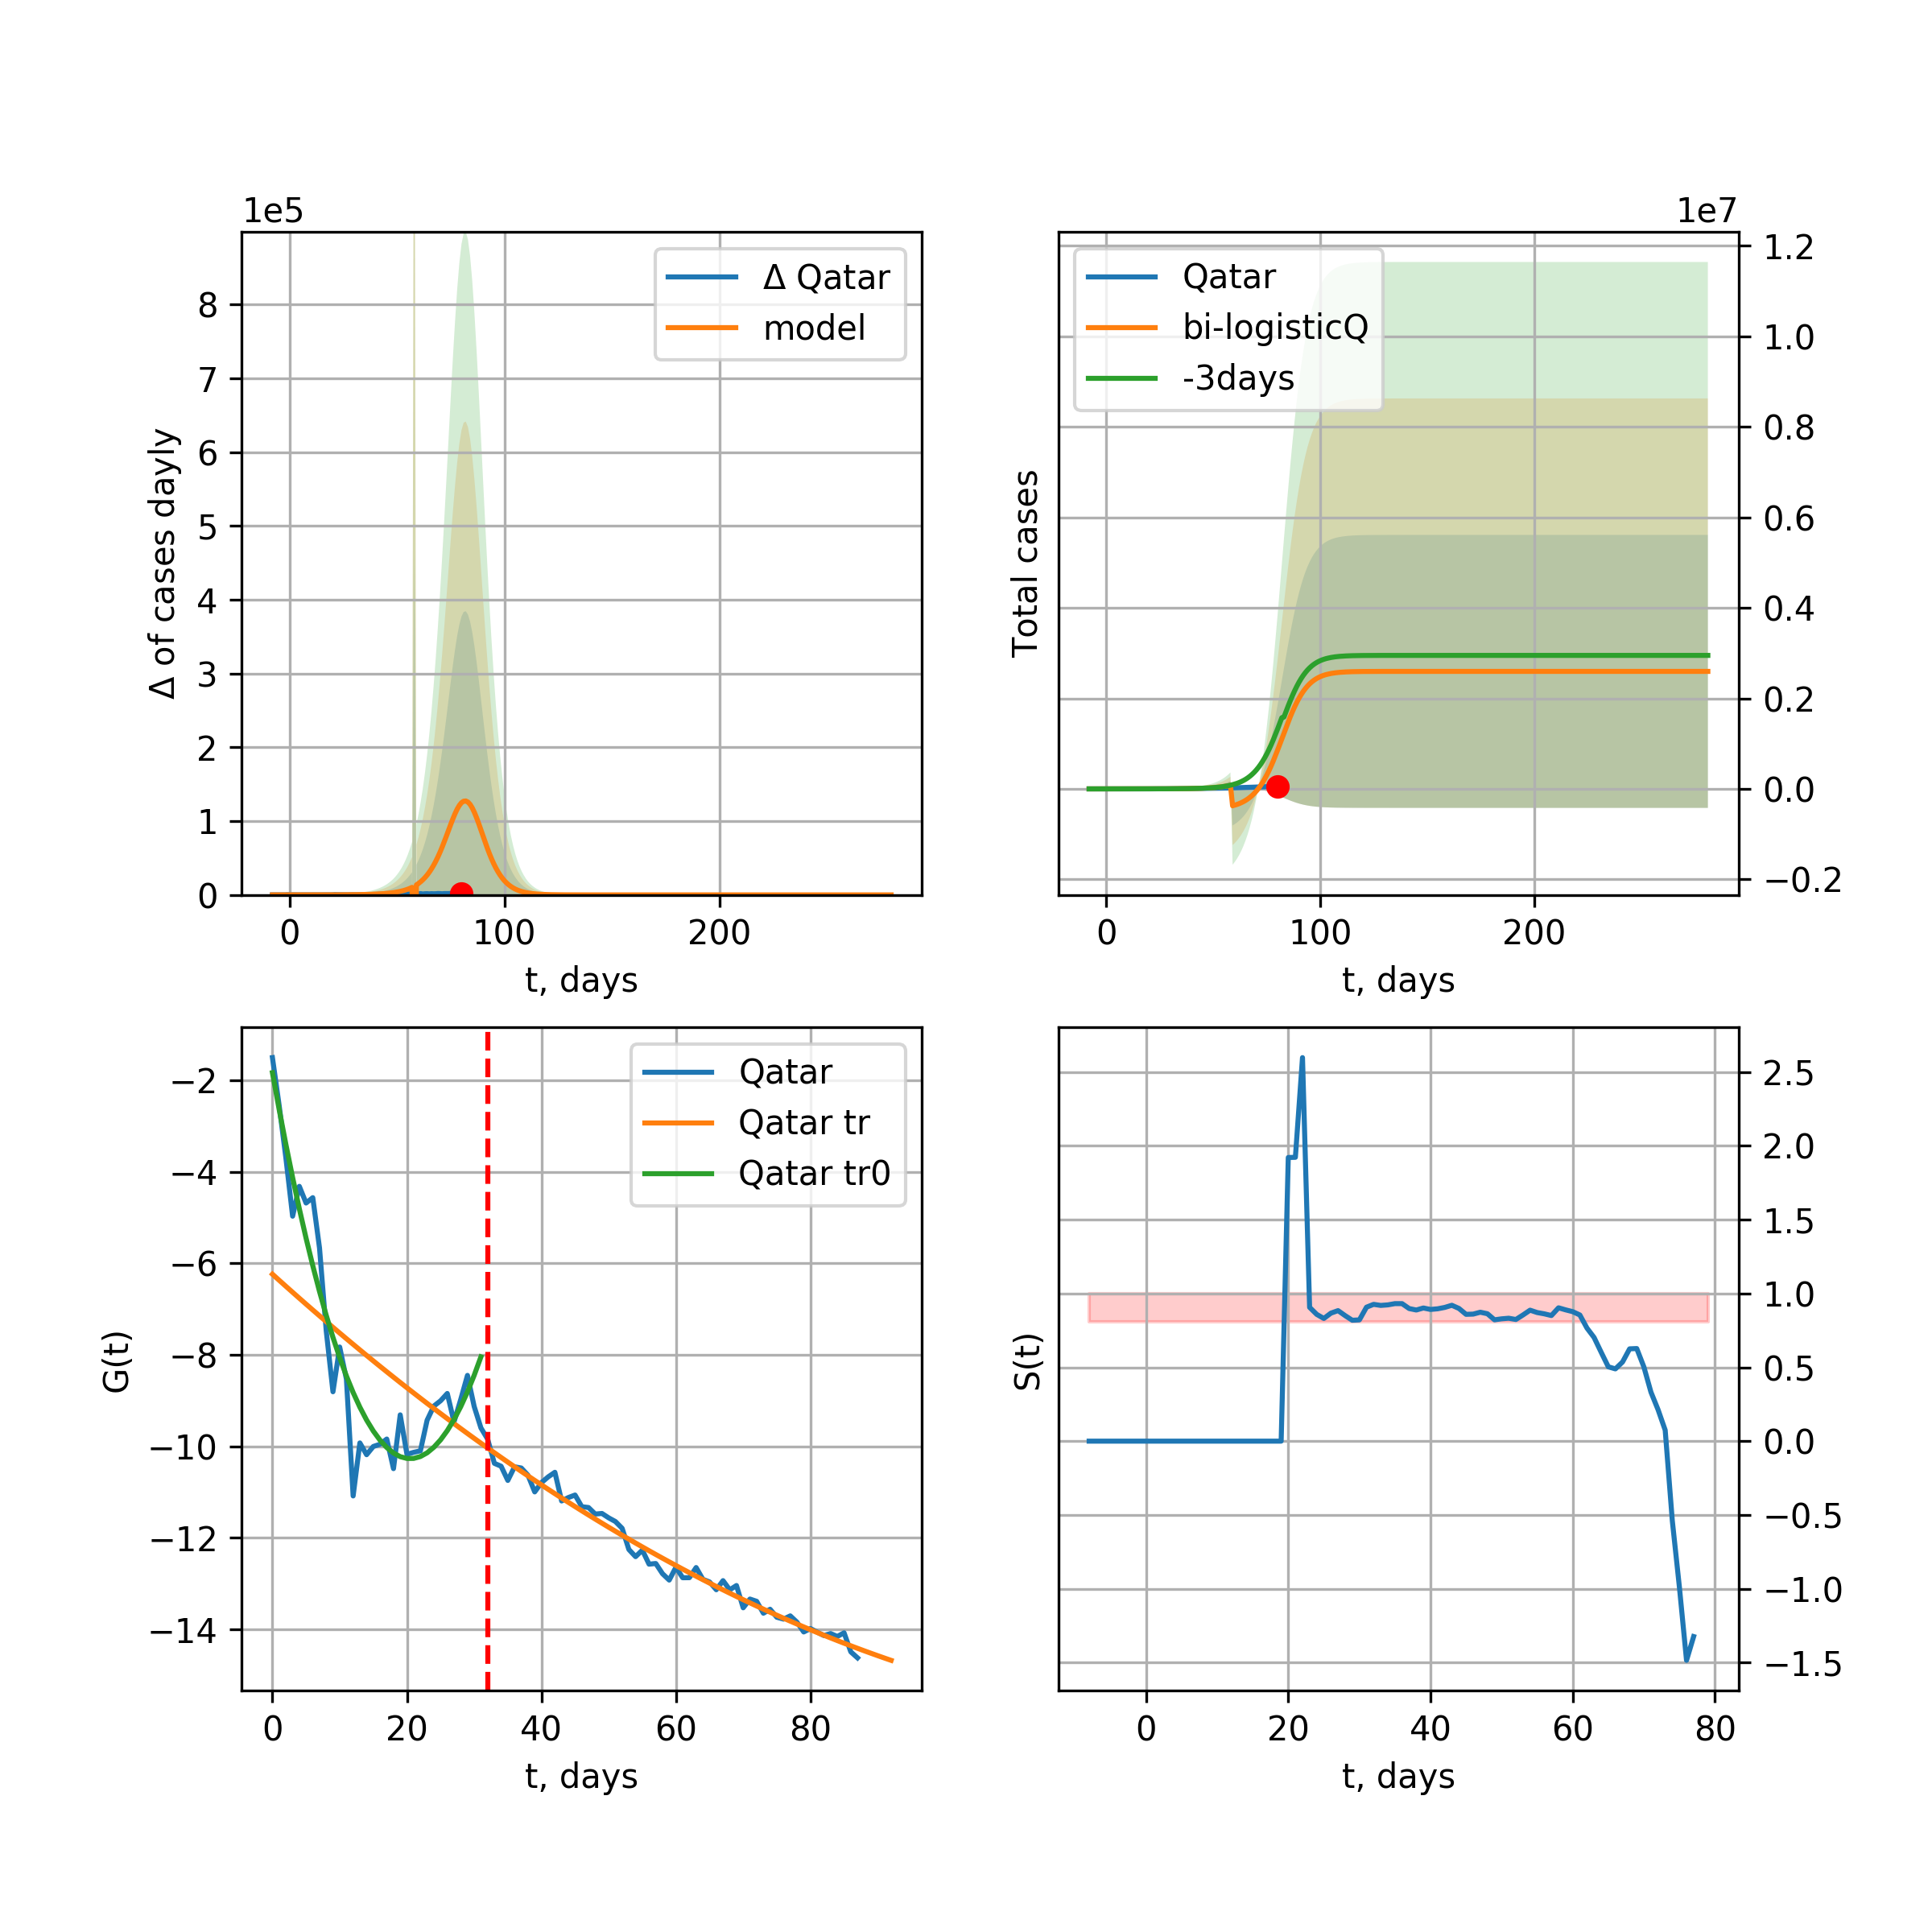 1e5
8
7
6
5
4
3
2
1
0
Δ of cases dayly
Δ Qatar
model
0 100 200
t, days
1e7
Qatar
bi-logisticQ
-3days
Total cases
1.2
1.0
0.8
0.6
0.4
0.2
0.0
−0.2
0 100 200
t, days
−2
−4
−6
−8
−10
−12
−14
G(t)
Qatar
Qatar tr
Qatar tr0
0 20 40 60 80
t, days
S(t)
2.5
2.0
1.5
1.0
0.5
0.0
−0.5
−1.0
−1.5
0 20 40 60 80
t, days